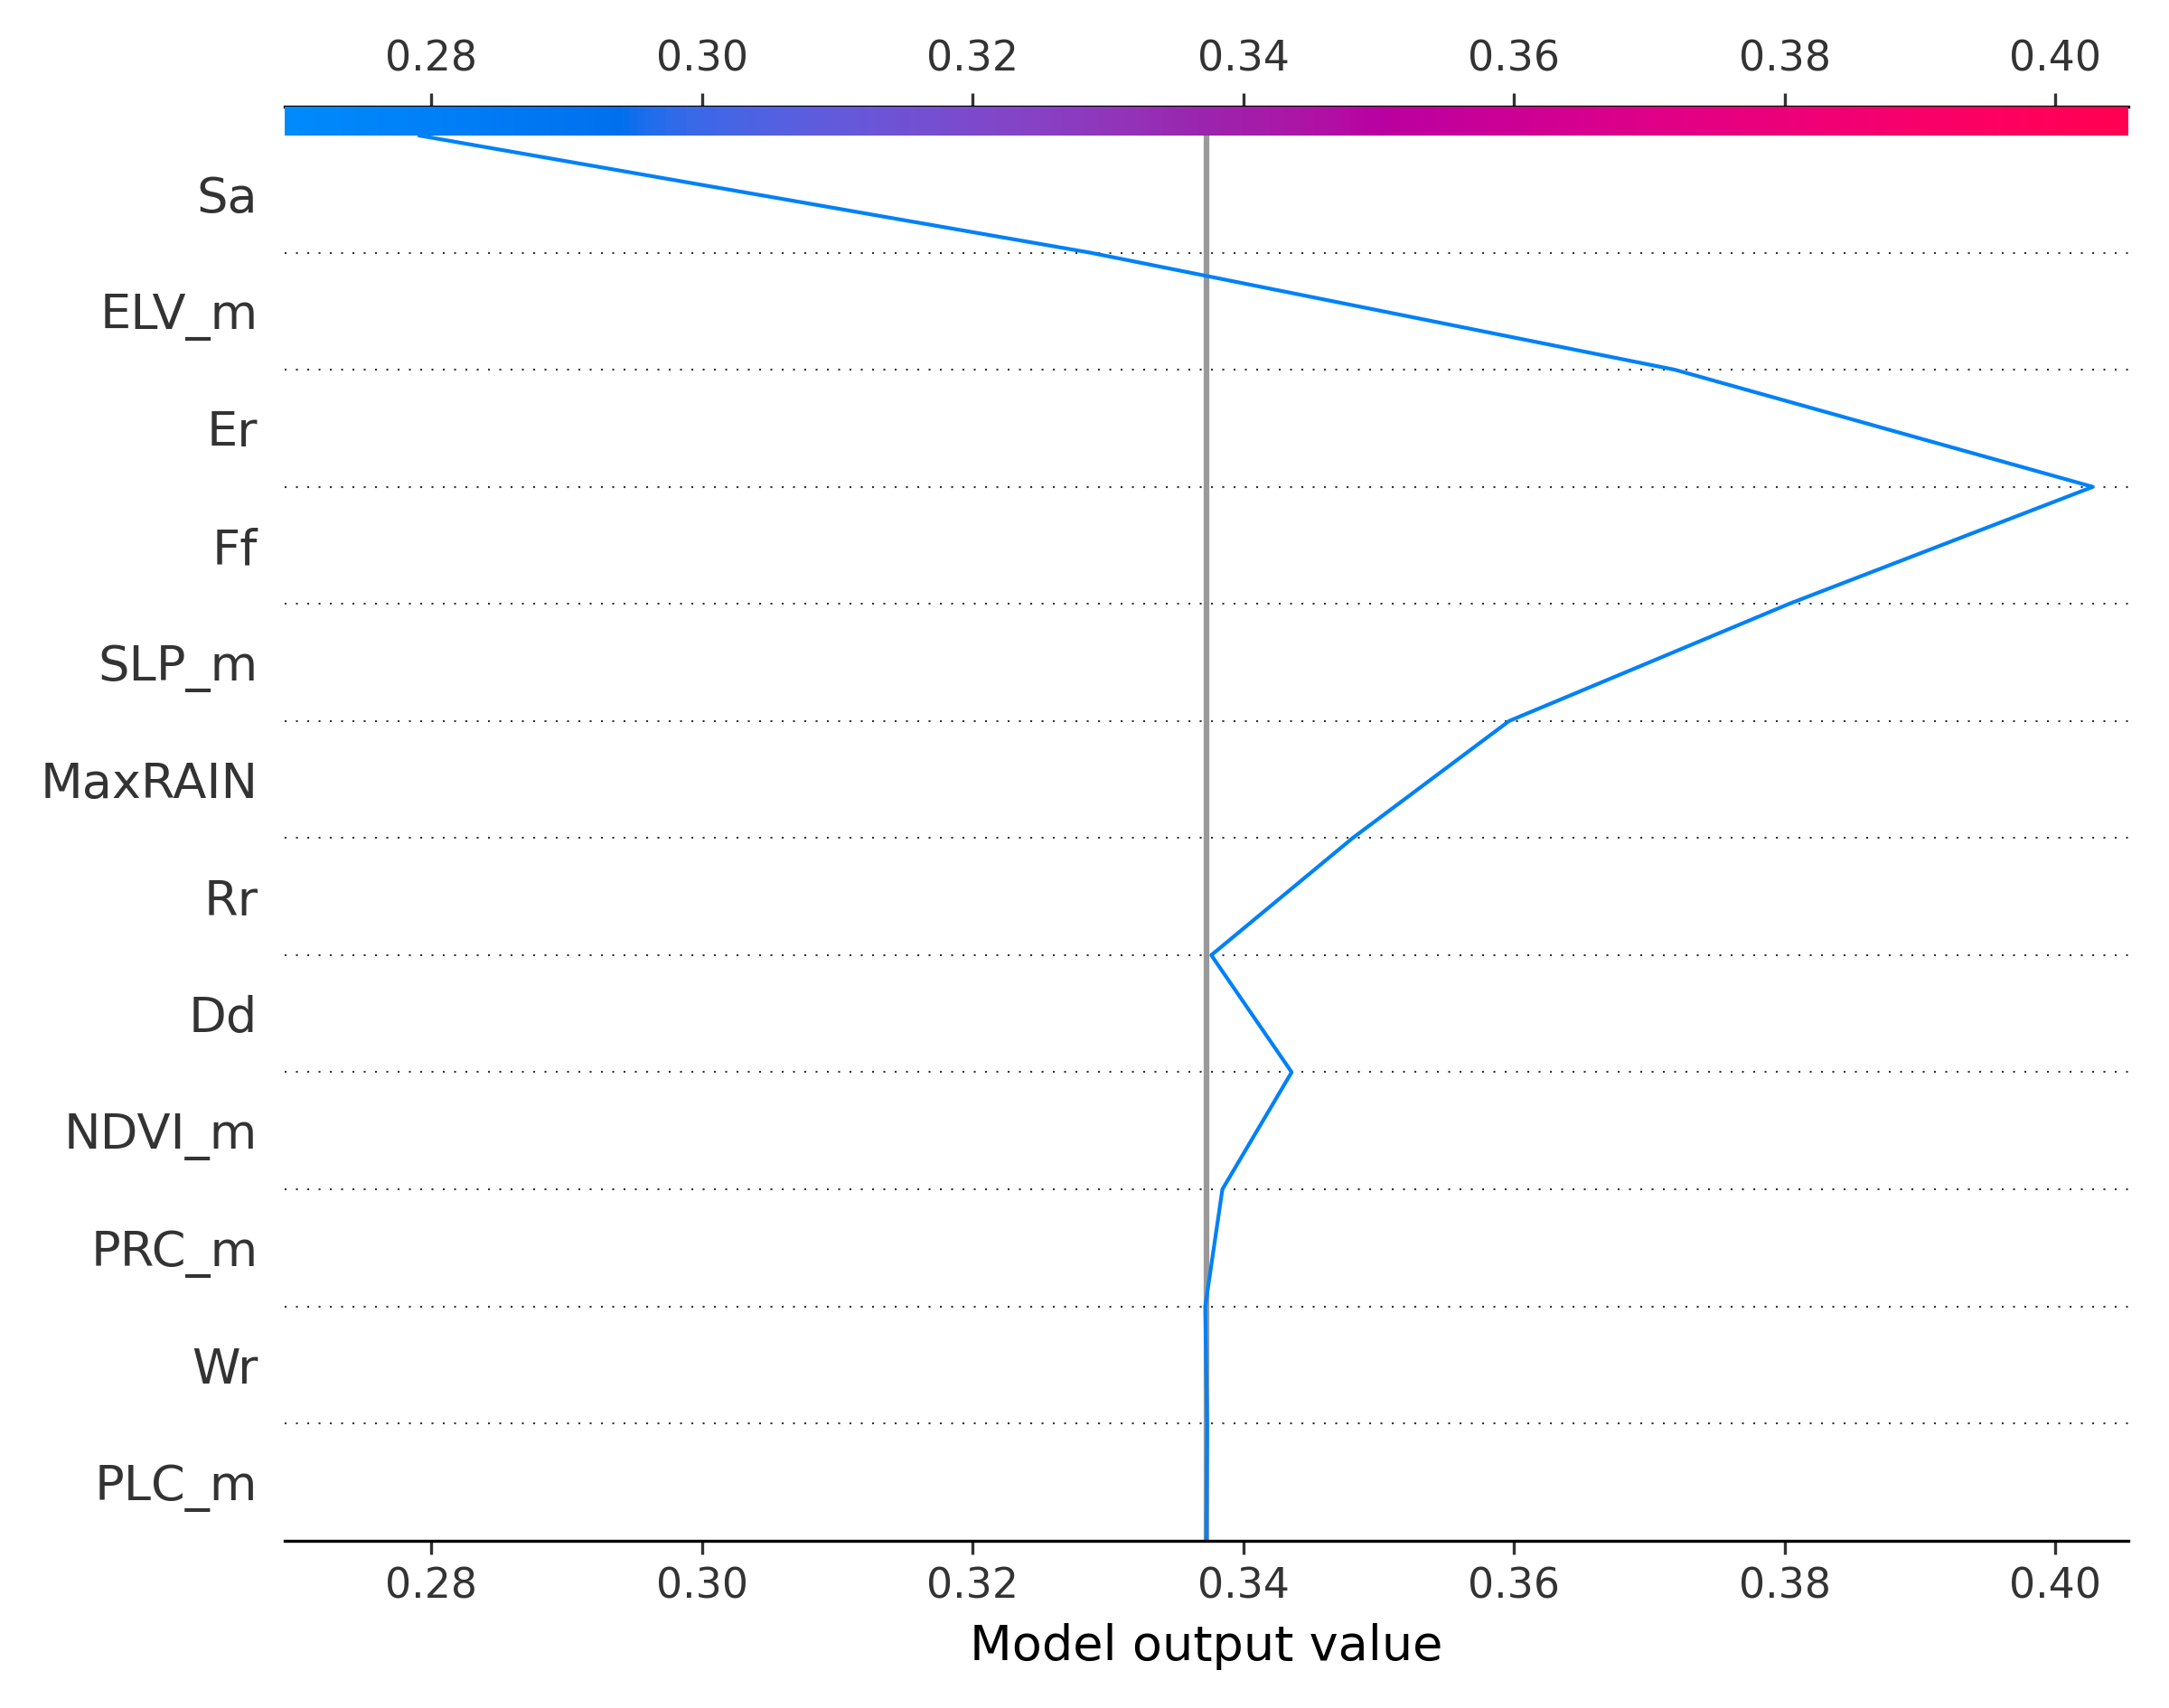 0.28 0.30 0.32 0.34 0.36 0.38 0.40
Sa
ELV_m
Er
Ff
SLP_m
MaxRAIN
Rr
Dd
NDVI_m
PRC_m
Wr
PLC_m
0.28 0.30 0.32 0.34 0.36 0.38 0.40
Model output value